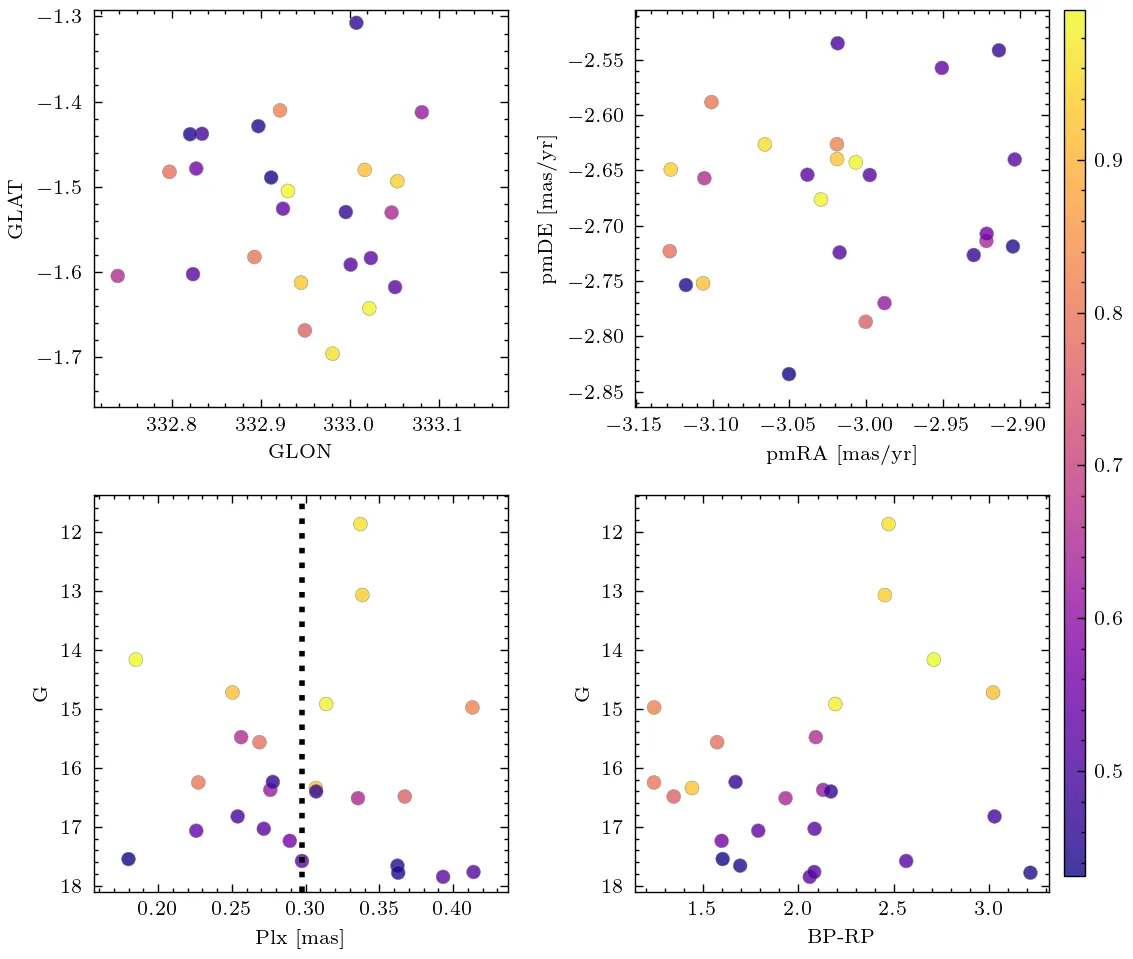 −1.3
−1.4
−1.5
−1.6
−1.7
GLAT
332.8 332.9 333.0 333.1
GLON
−2.55
−2.60
−2.65
−2.70
−2.75
−2.80
−2.85
pmDE [mas/yr]
−3.15 −3.10 −3.05 −3.00 −2.95 −2.90
pmRA [mas/yr]
0.9
0.8
0.7
0.6
0.5
12
13
14
15
16
17
18
G
0.20 0.25 0.30 0.35 0.40
Plx [mas]
12
13
14
15
16
17
18
G
1.5 2.0 2.5 3.0
BP-RP